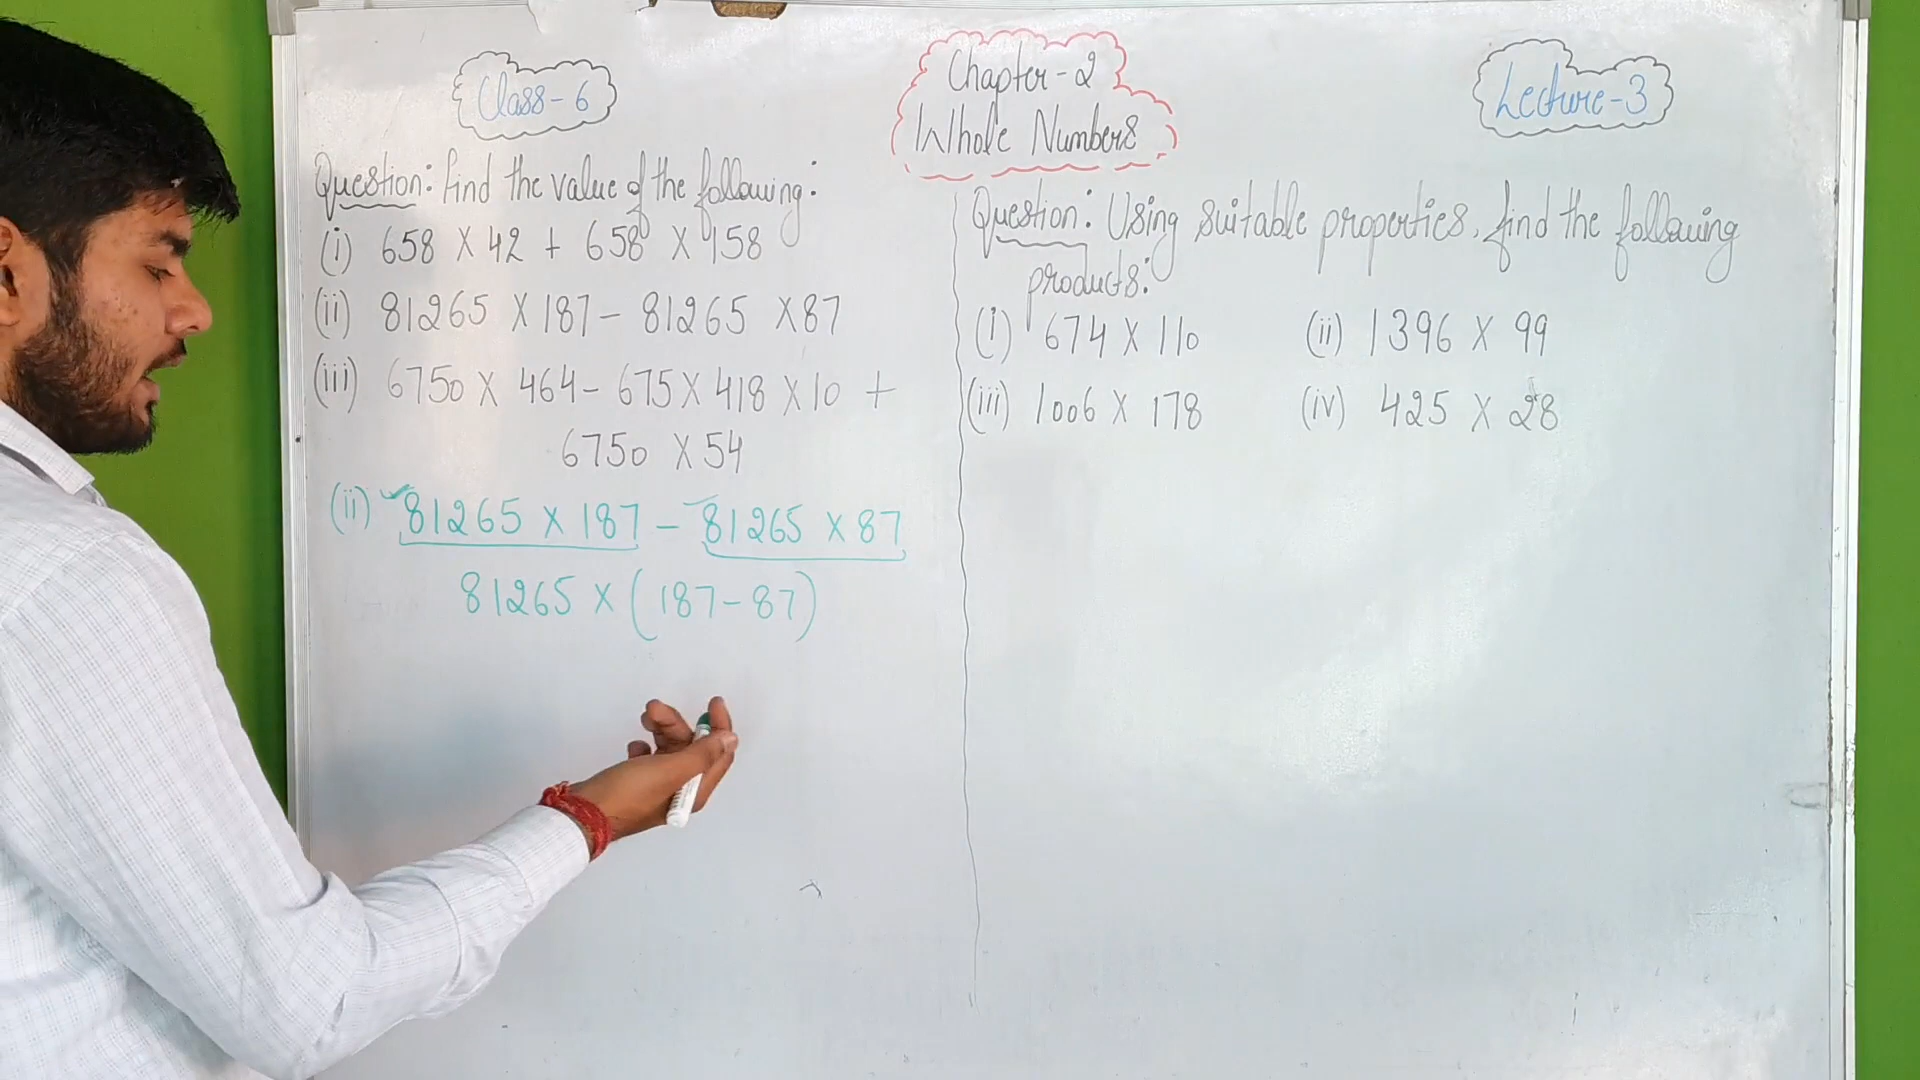 Class-6
Chapter-2
Whole Numbers
Lecture-3
Question: Find the value of the following:
(i) 658 X 42 + 658 X 158
(ii) 81265 X 187 - 81265 X 87
(iii) 6750 X 464 - 675 X 418 X 10 +
6750 X 54
(ii) 81265 X 187 - 81265 X 87
81265 X (187 - 87)
Question: Using suitable properties, find the following
products:
(i) 674 X 110 (ii) 1396 X 99
(iii) 1006 X 178 (iv) 425 X 28